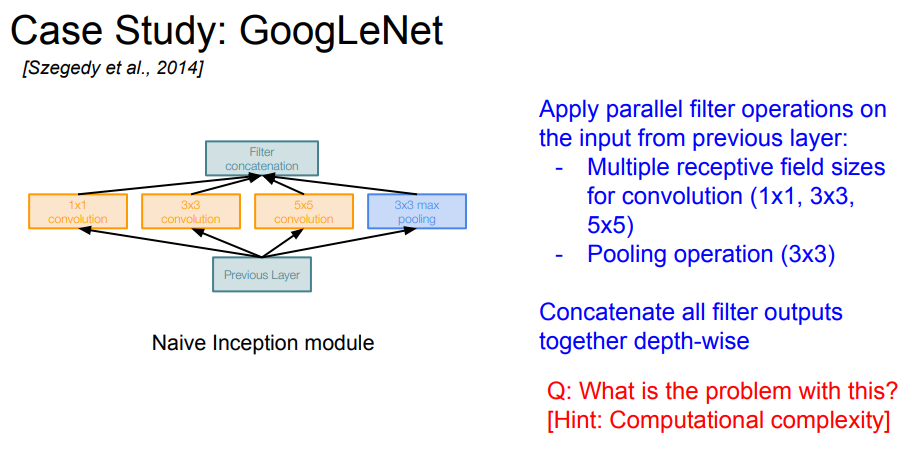 Case Study: GoogLeNet
[Szegedy et al., 2014]
Filter
concatenation
1x1
convolution
3x3
convolution
5x5
convolution
3x3 max
pooling
Previous Layer
Naive Inception module
Apply parallel filter operations on
the input from previous layer:
- Multiple receptive field sizes
for convolution (1x1, 3x3,
5x5)
- Pooling operation (3x3)
Concatenate all filter outputs
together depth-wise
Q: What is the problem with this?
[Hint: Computational complexity]